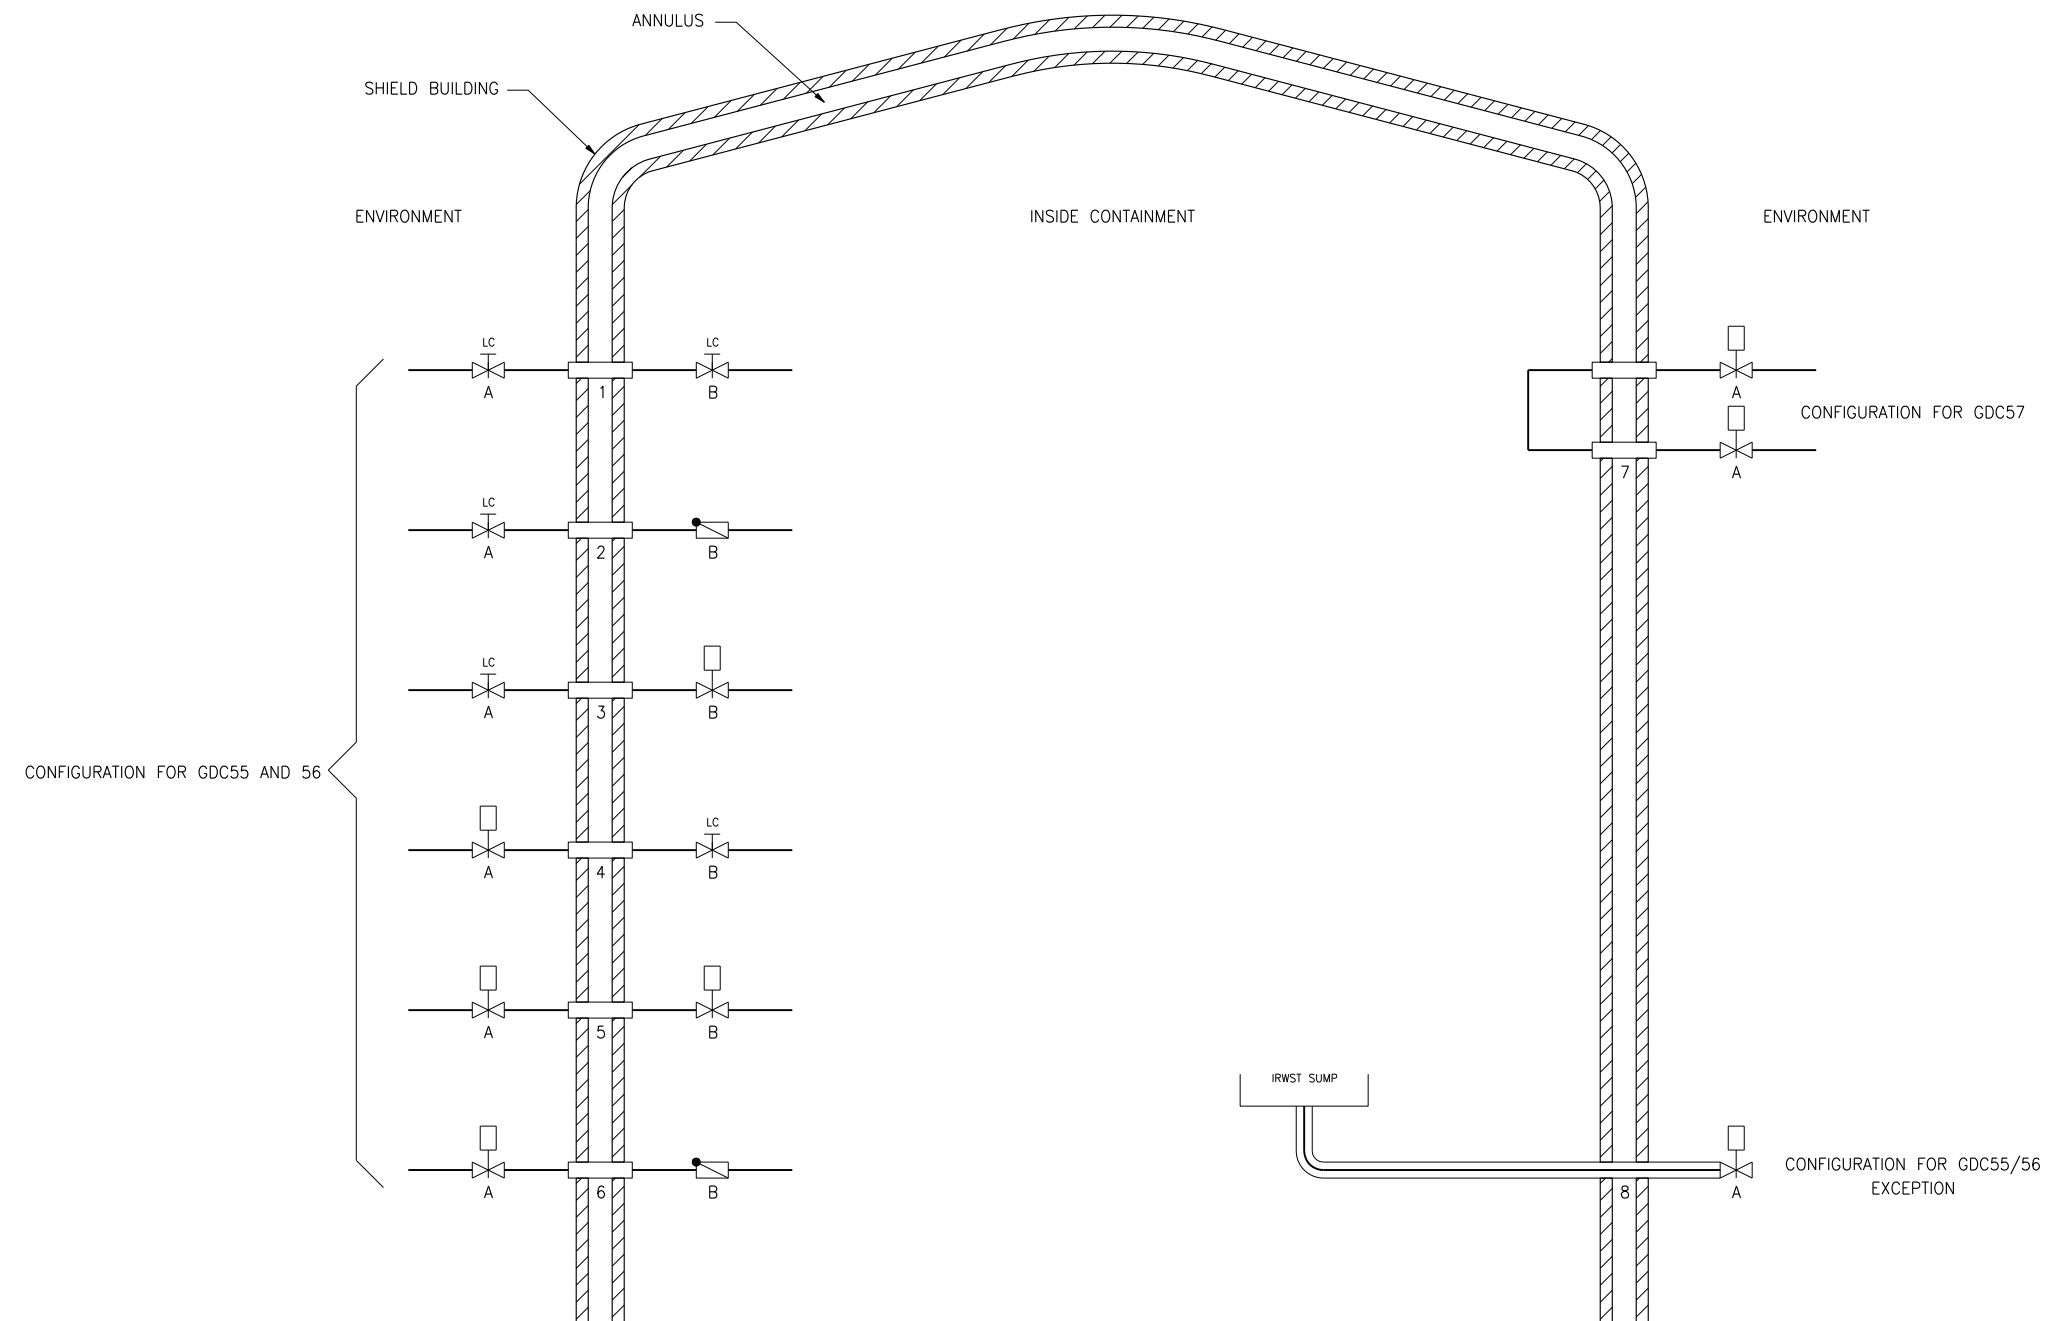 ANNULUS
SHIELD BUILDING
ENVIRONMENT
INSIDE CONTAINMENT
ENVIRONMENT
LC
A
1
LC
B
LC
A
2
B
LC
A
3
B
CONFIGURATION FOR GDC55 AND 56
A
4
LC
B
A
5
B
A
6
B
A
CONFIGURATION FOR GDC57
7
A
IRWST SUMP
8
A
CONFIGURATION FOR GDC55/56
EXCEPTION